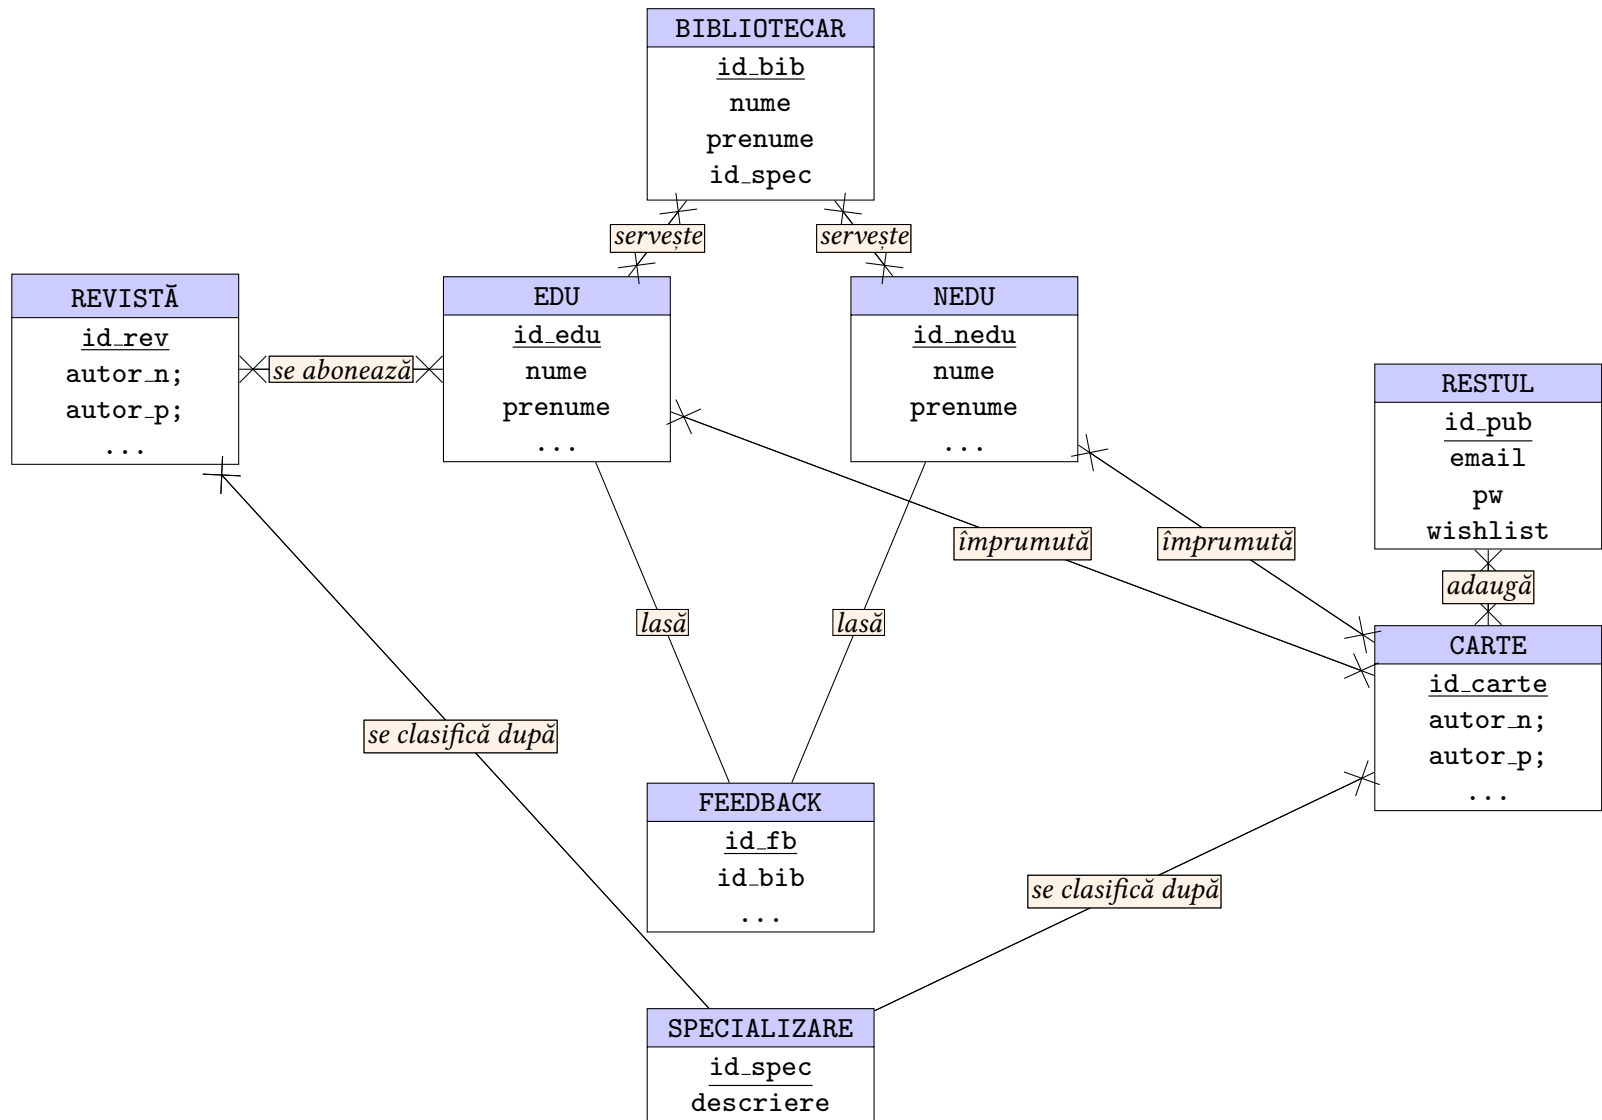 BIBLIOTECAR
id_bib
nume
prenume
id_spec
servește
servește
REVISTĂ
id_rev
autor_n;
autor_p;
...
se abonează
EDU
id_edu
nume
prenume
...
NEDU
id_nedu
nume
prenume
...
RESTUL
id_pub
email
pw
wishlist
împrumută
împrumută
adaugă
lasă
lasă
CARTE
id_carte
autor_n;
autor_p;
...
se clasifică după
FEEDBACK
id_fb
id_bib
...
se clasifică după
SPECIALIZARE
id_spec
descriere